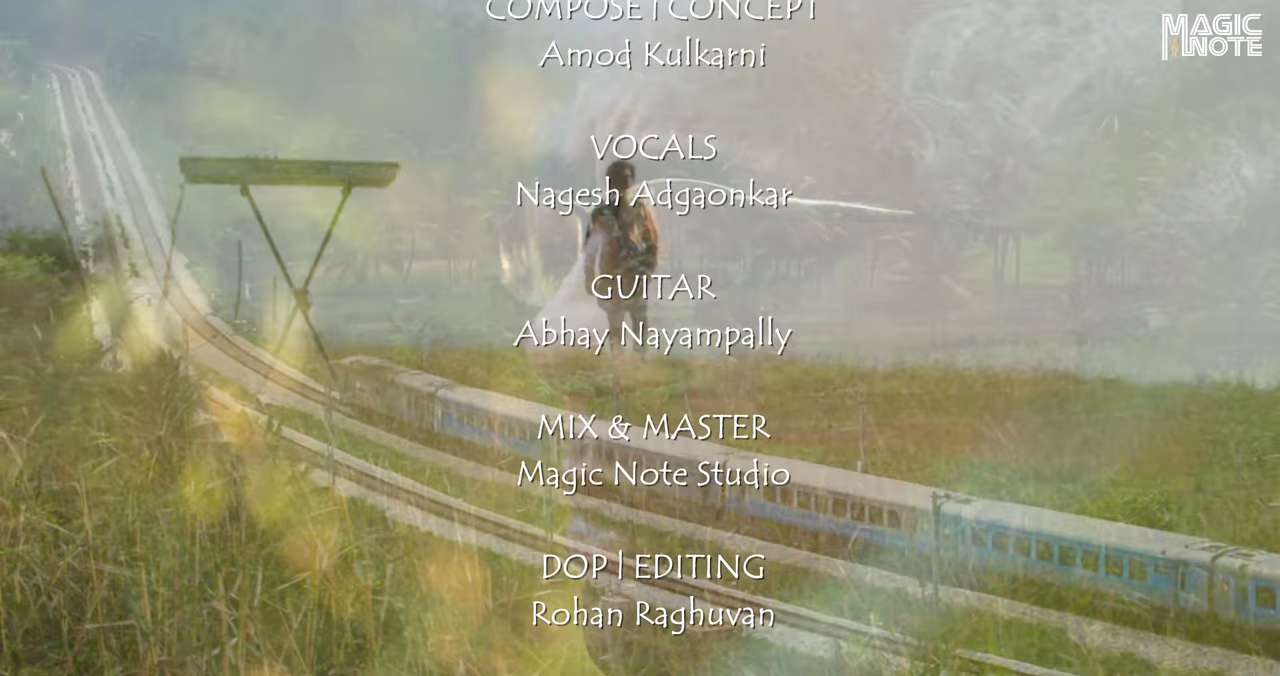 COMPOSE | CONCEPT
Amod Kulkarni
MAGIC
NOTE
VOCALS
Nagesh Adgaonkar
GUITAR
Abhay Nayampally
MIX & MASTER
Magic Note Studio
DOP | EDITING
Rohan Raghuvan